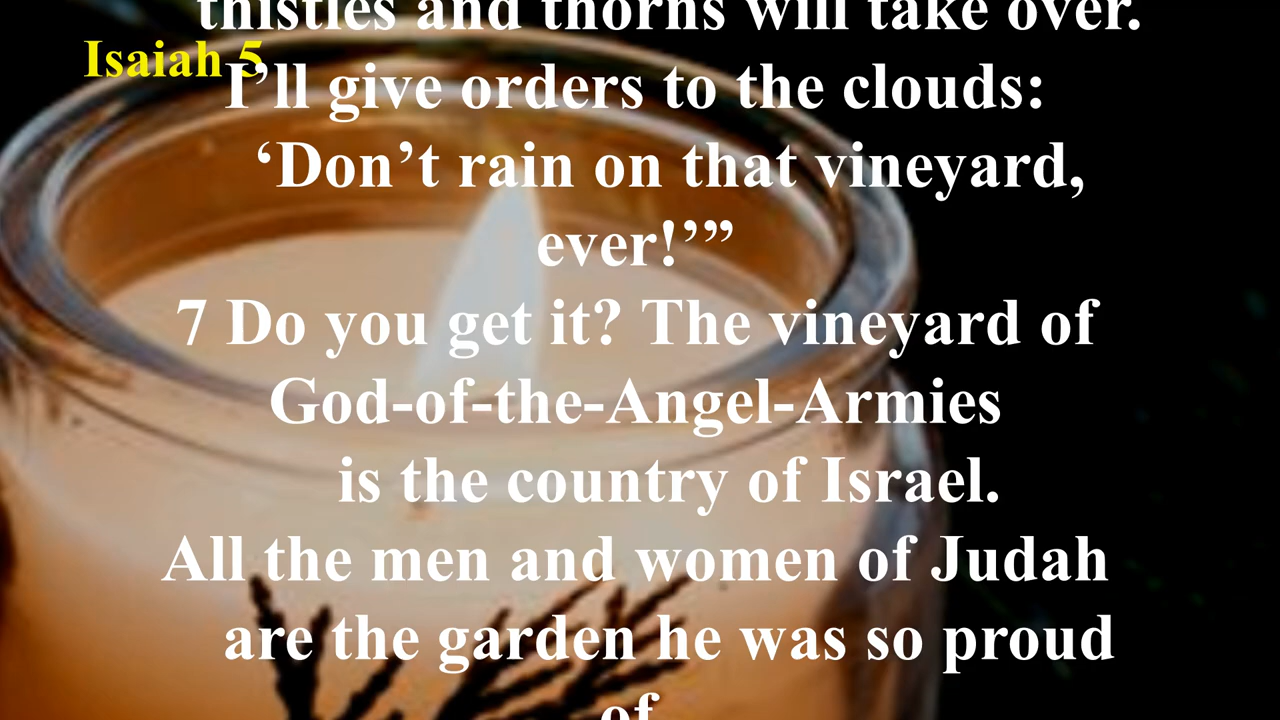 thistles and thorns will take over.
Isaiah 5
I’ll give orders to the clouds:
‘Don’t rain on that vineyard,
ever!’”
7 Do you get it? The vineyard of
God-of-the-Angel-Armies
is the country of Israel.
All the men and women of Judah
are the garden he was so proud
of.